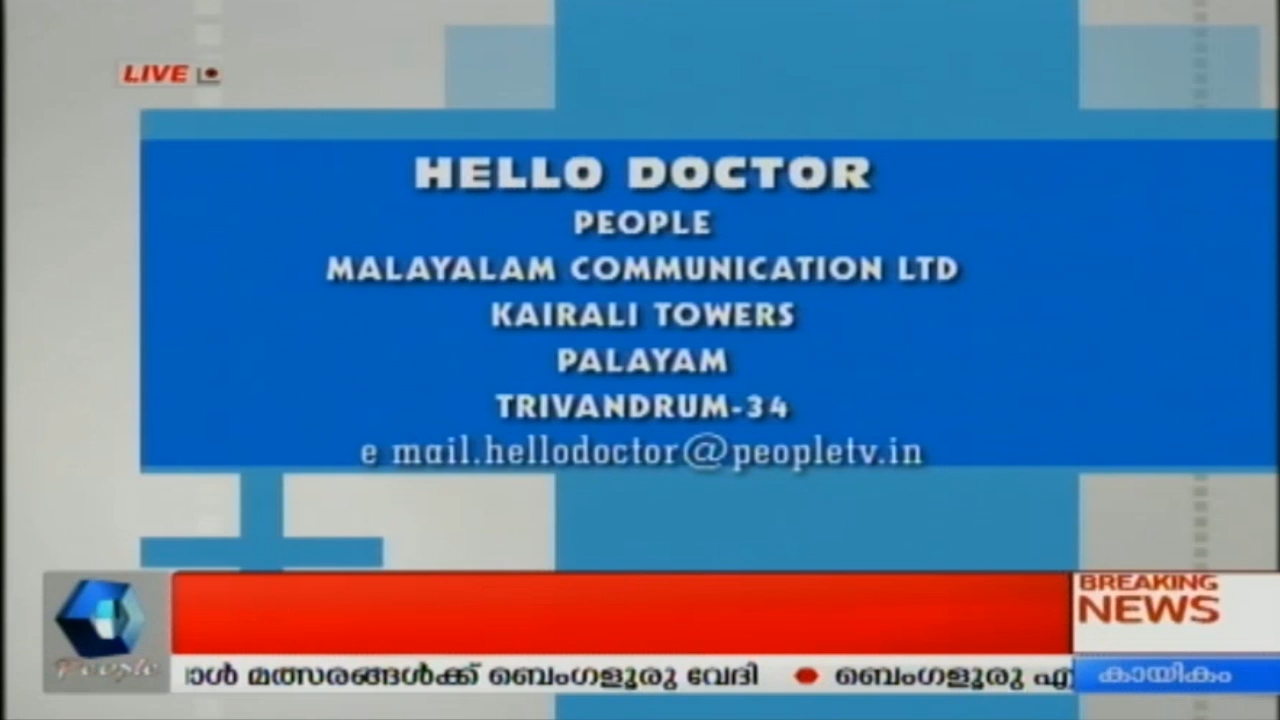 LIVE
HELLO DOCTOR
PEOPLE
MALAYALAM COMMUNICATION LTD
KAIRALI TOWERS
PALAYAM
TRIVANDRUM-34
e mail.hellodoctor@peopletv.in
BREAKING
NEWS
People
മത്സരങ്ങൾക്ക് ബെംഗളൂരു വേദി ● ബെംഗളൂരു
കായികം